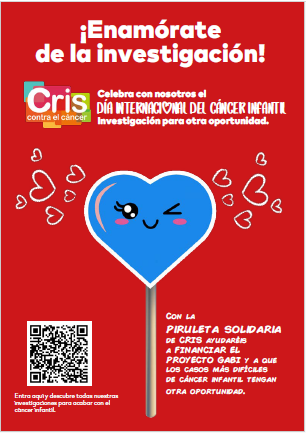 ¡Enamórate
de la investigación!
Cris
contra el cáncer
Celebra con nosotros el
DÍA INTERNACIONAL DEL CÁNCER INFANTIL
Investigación para otra oportunidad.
CON LA
PIRULETA SOLIDARIA
DE CRIS AYUDARÉIS
A FINANCIAR EL
PROYECTO GABI Y A QUE
LOS CASOS MÁS DIFÍCILES
DE CÁNCER INFANTIL TENGAN
OTRA OPORTUNIDAD.
Entra aquí y descubre todas nuestras
investigaciones para acabar con el
cáncer infantil.